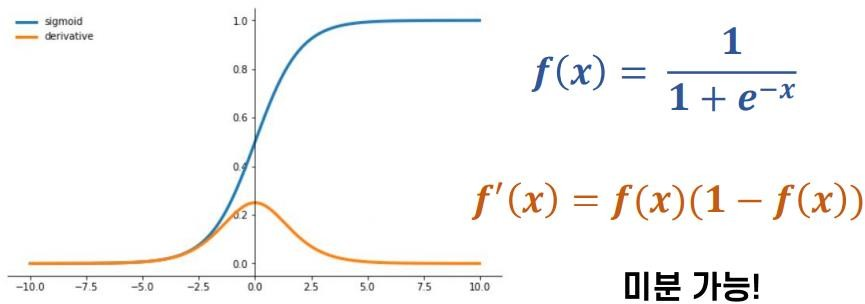 sigmoid
derivative
1.0
0.8
0.6
0.4
0.2
0.0
−10.0 −7.5 −5.0 −2.5 0.0 2.5 5.0 7.5 10.0
f(x) = 1 / 1 + e^{−x}
f′(x) = f(x)(1 − f(x))
미분 가능!